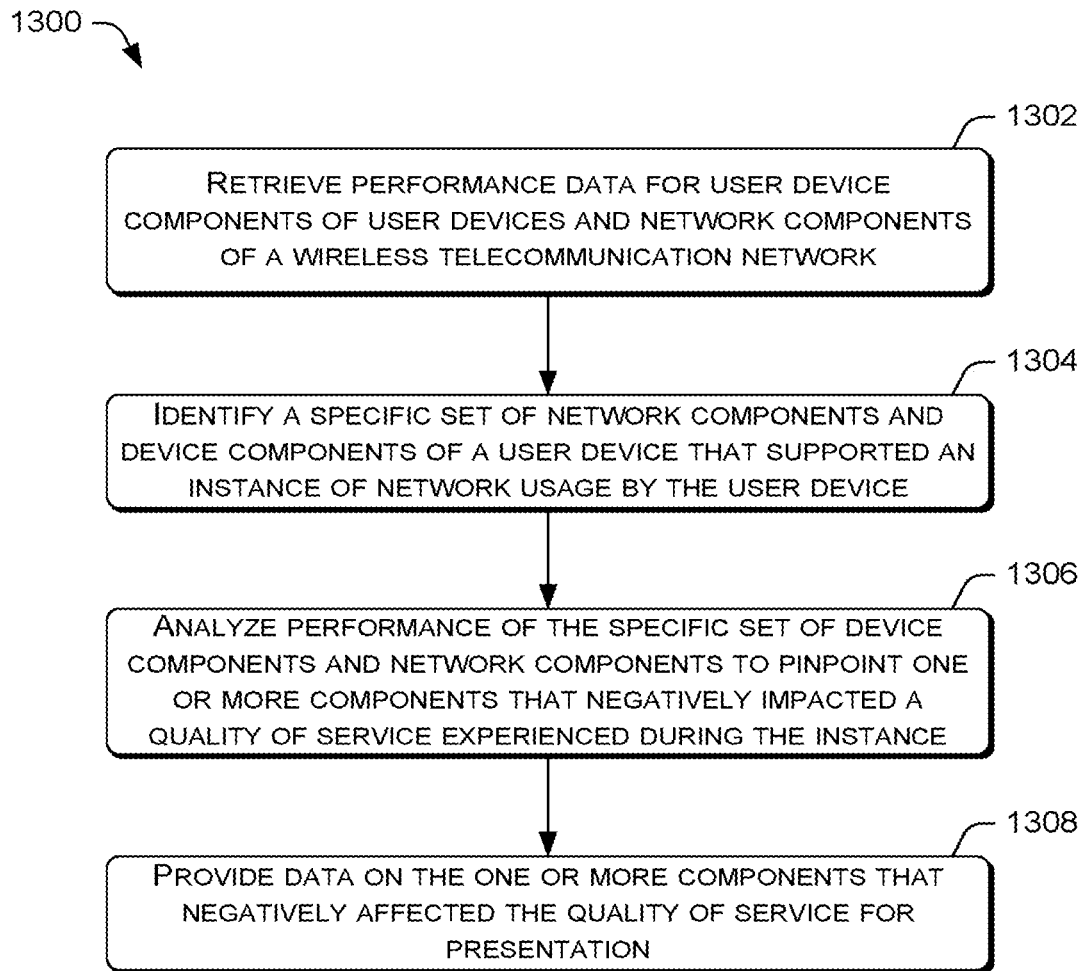 1300
1302
RETRIEVE PERFORMANCE DATA FOR USER DEVICE
COMPONENTS OF USER DEVICES AND NETWORK COMPONENTS
OF A WIRELESS TELECOMMUNICATION NETWORK
1304
IDENTIFY A SPECIFIC SET OF NETWORK COMPONENTS AND
DEVICE COMPONENTS OF A USER DEVICE THAT SUPPORTED AN
INSTANCE OF NETWORK USAGE BY THE USER DEVICE
1306
ANALYZE PERFORMANCE OF THE SPECIFIC SET OF DEVICE
COMPONENTS AND NETWORK COMPONENTS TO PINPOINT ONE
OR MORE COMPONENTS THAT NEGATIVELY IMPACTED A
QUALITY OF SERVICE EXPERIENCED DURING THE INSTANCE
1308
PROVIDE DATA ON THE ONE OR MORE COMPONENTS THAT
NEGATIVELY AFFECTED THE QUALITY OF SERVICE FOR
PRESENTATION